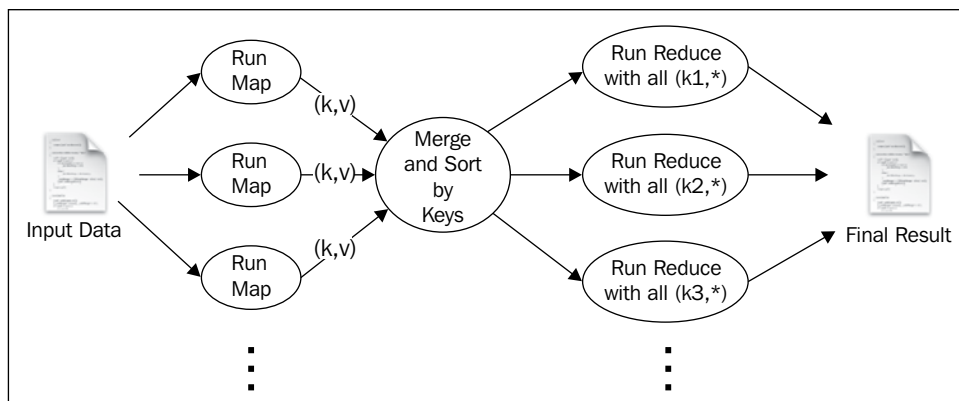 Input Data
Run
Map
(k,v)
Run
Map
(k,v)
Run
Map
(k,v)
Merge
and Sort
by
Keys
Run Reduce
with all (k1,*)
Run Reduce
with all (k2,*)
Run Reduce
with all (k3,*)
Final Result